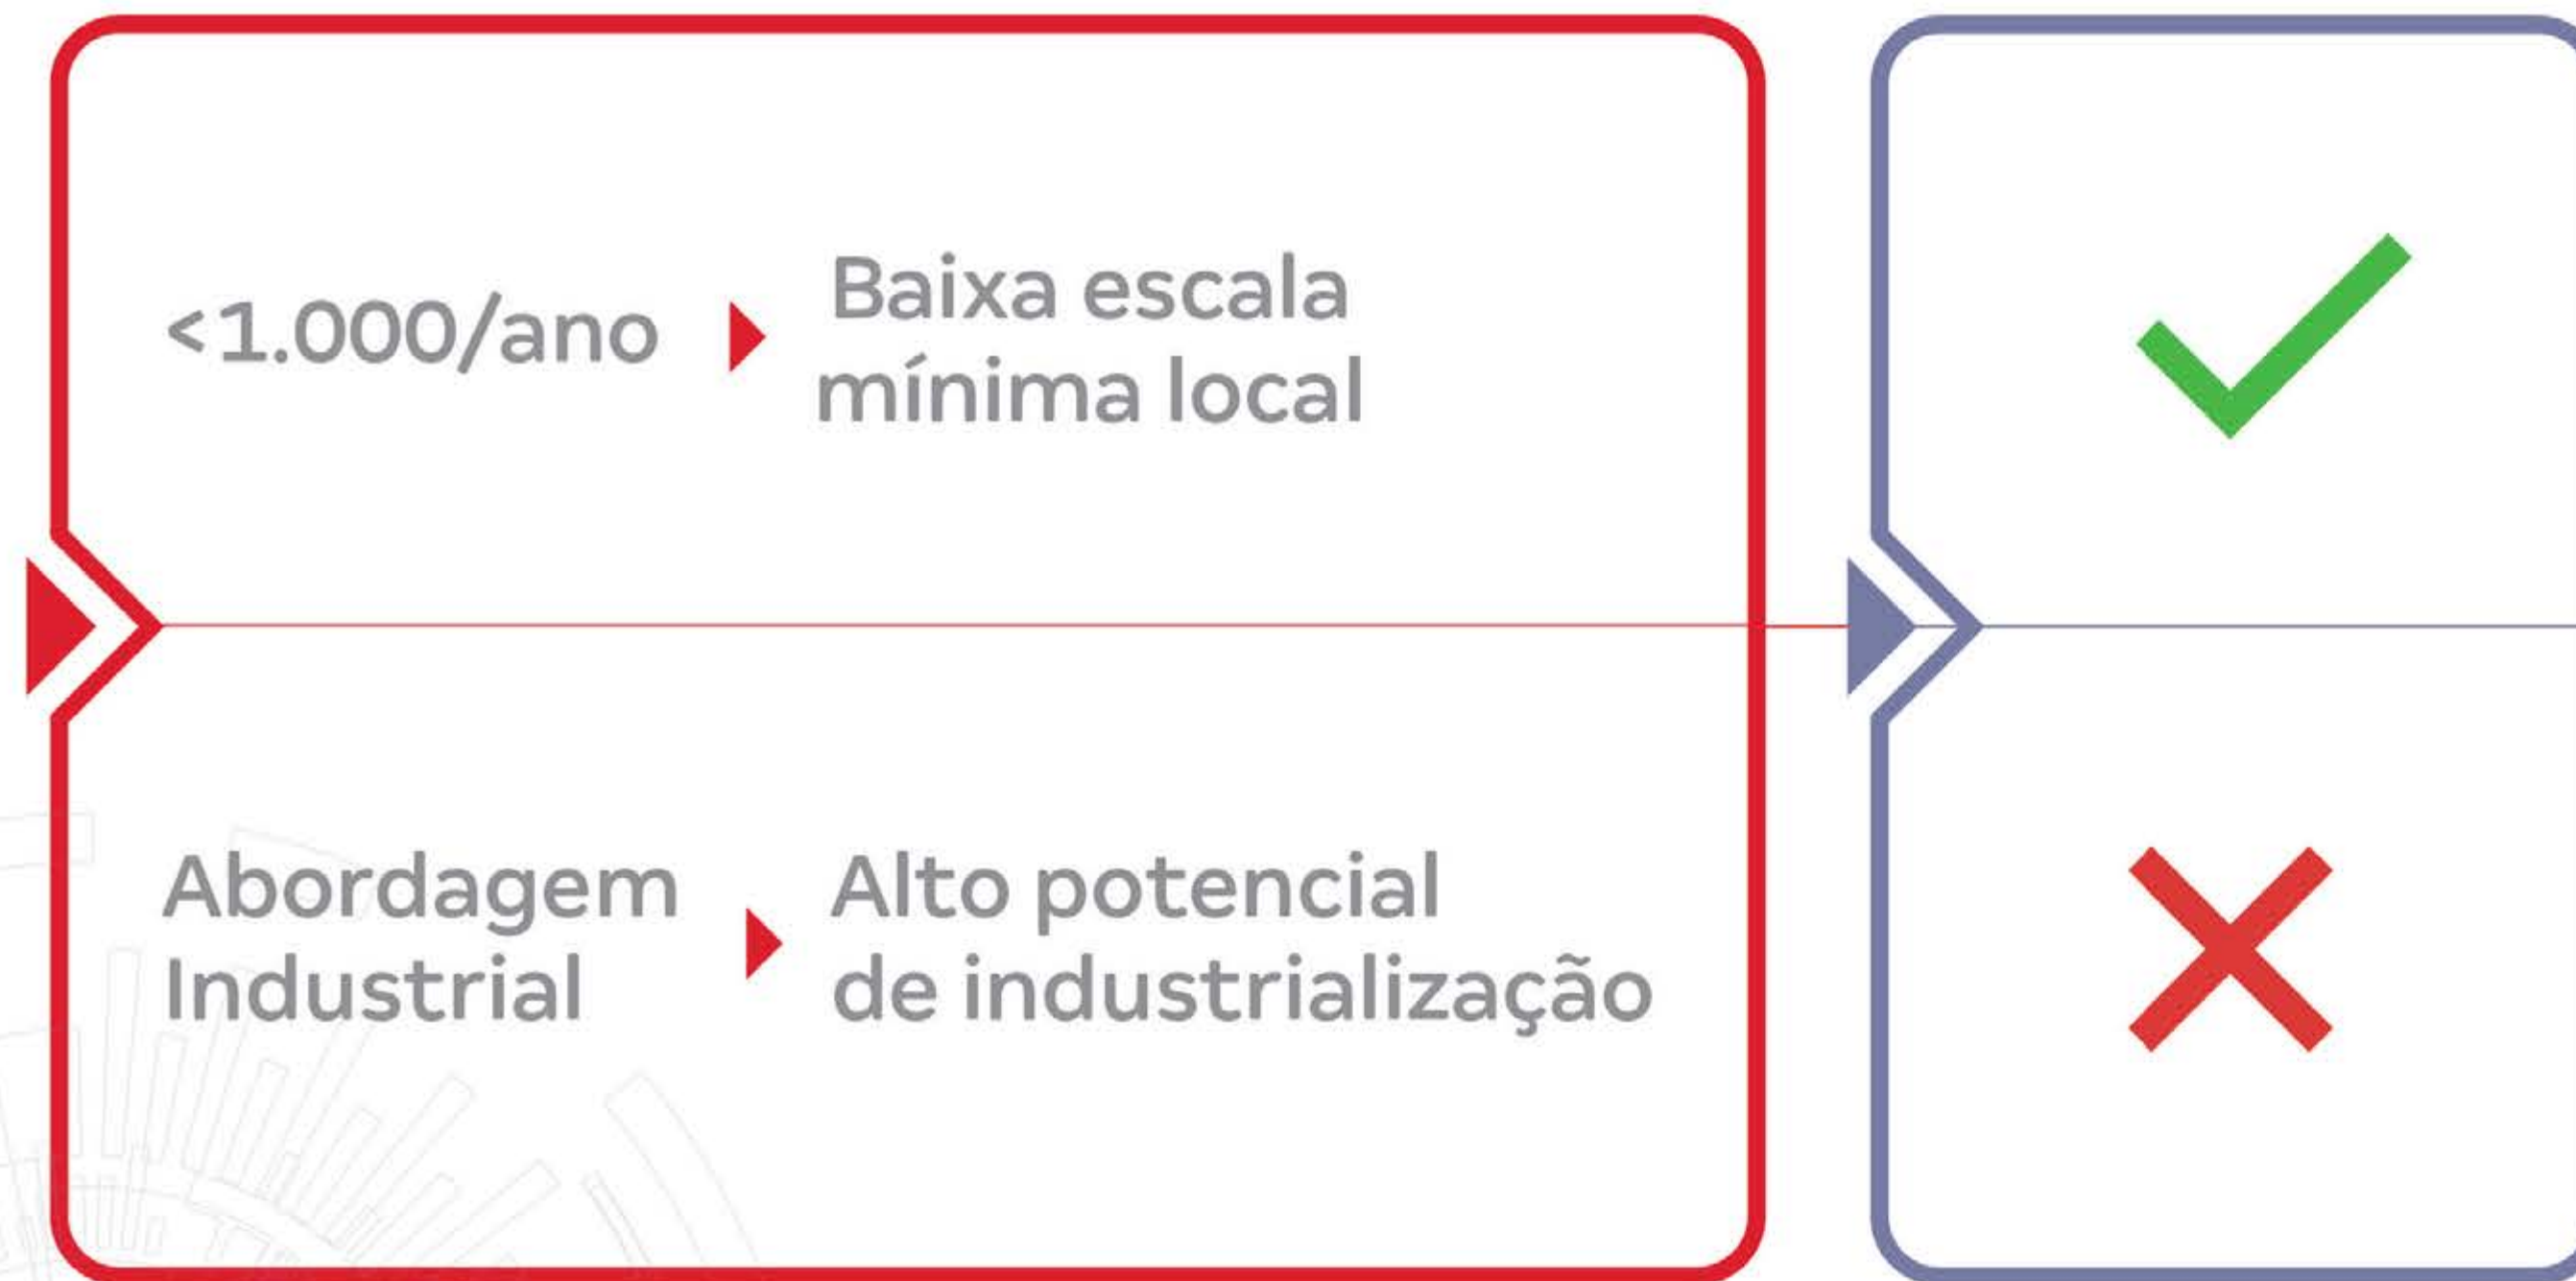 <1.000/ano
Baixa escala
mínima local
Abordagem
Industrial
Alto potencial
de industrialização